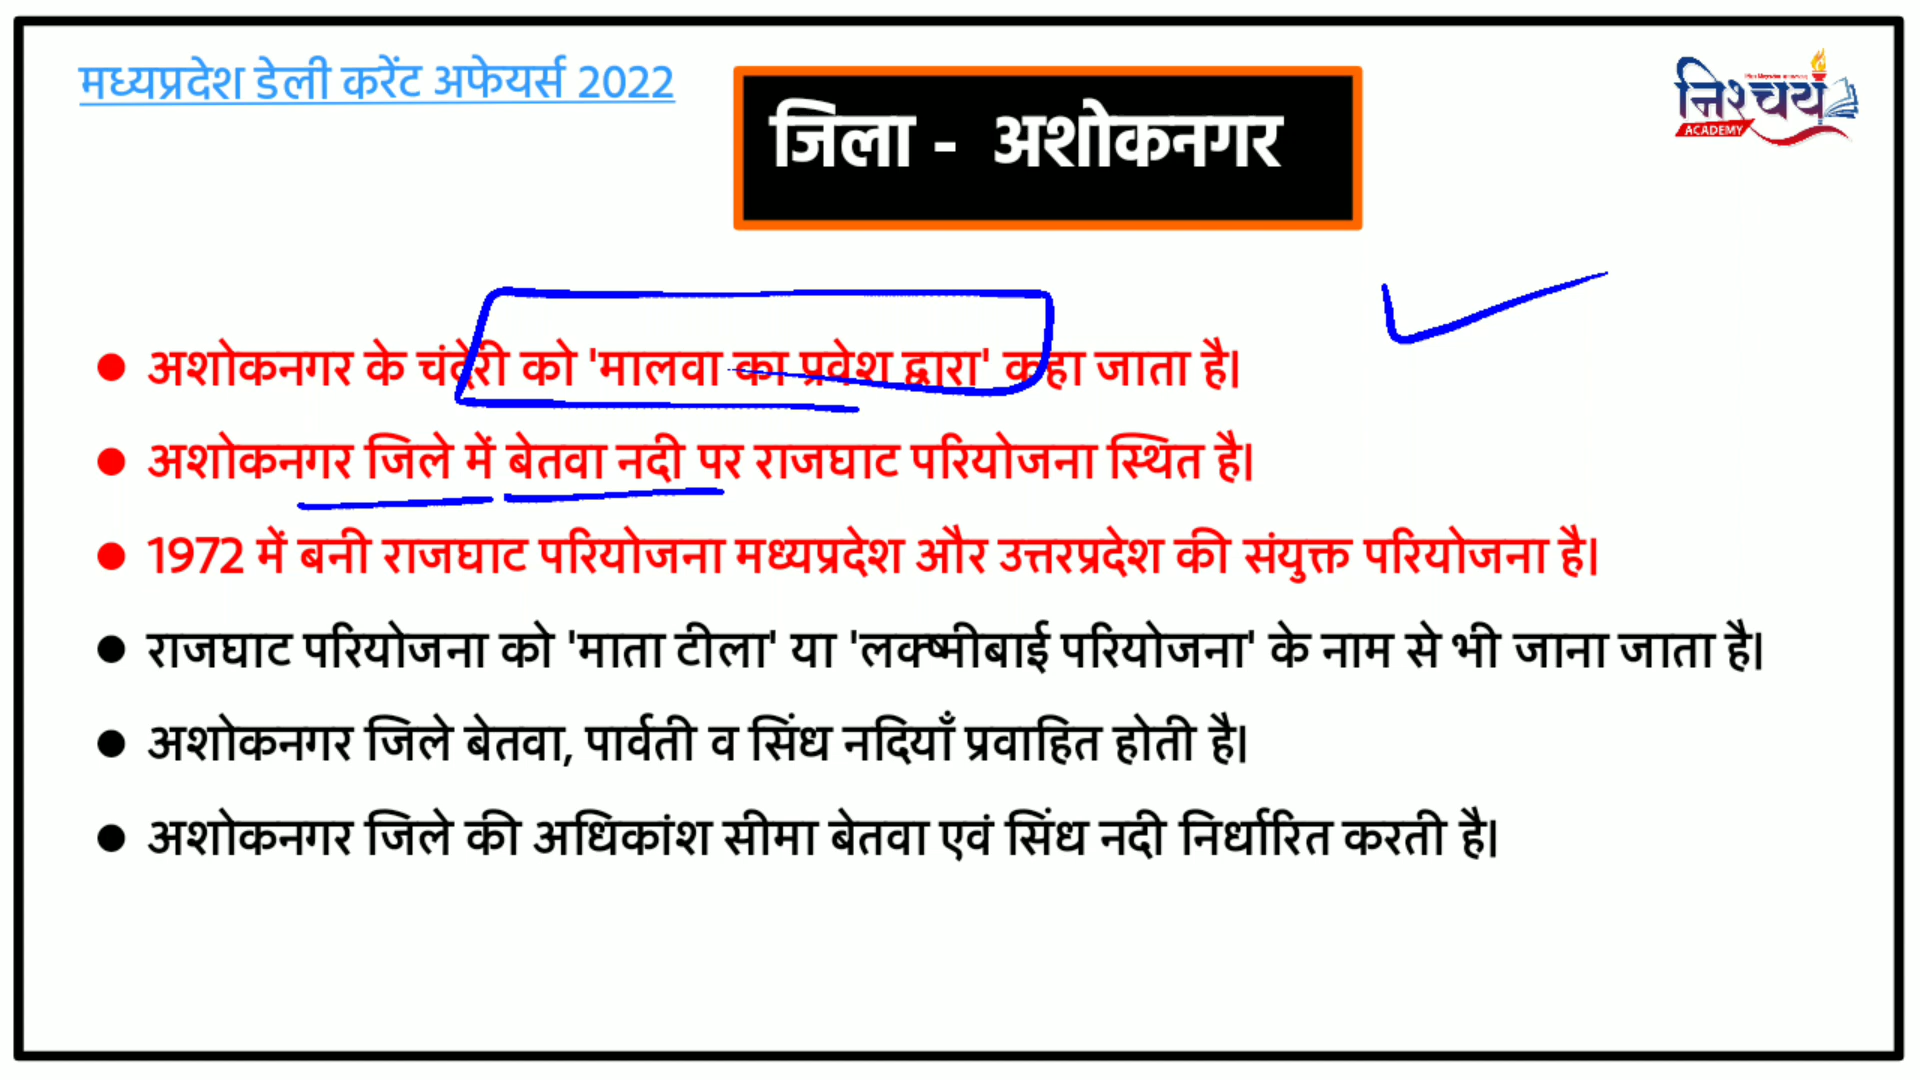 मध्यप्रदेश डेली करेंट अफेयर्स 2022
जिला - अशोकनगर
निश्चय
ACADEMY
• अशोकनगर के चंदेरी को 'मालवा का प्रवेश द्वारा' कहा जाता है।
• अशोकनगर जिले में बेतवा नदी पर राजघाट परियोजना स्थित है।
• 1972 में बनी राजघाट परियोजना मध्यप्रदेश और उत्तरप्रदेश की संयुक्त परियोजना है।
• राजघाट परियोजना को 'माता टीला' या 'लक्ष्मीबाई परियोजना' के नाम से भी जाना जाता है।
• अशोकनगर जिले बेतवा, पार्वती व सिंध नदियाँ प्रवाहित होती है।
• अशोकनगर जिले की अधिकांश सीमा बेतवा एवं सिंध नदी निर्धारित करती है।